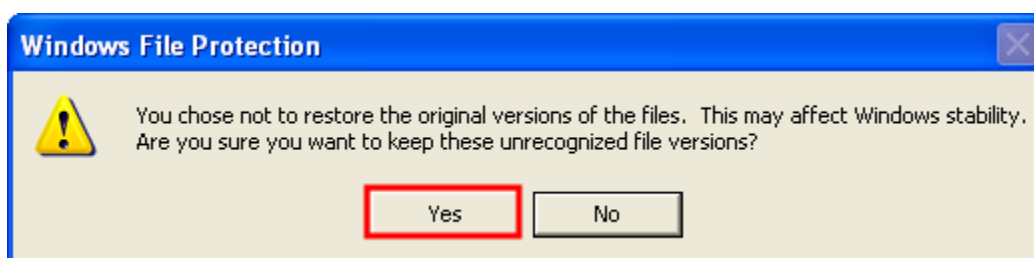 Windows File Protection
You chose not to restore the original versions of the files. This may affect Windows stability.
Are you sure you want to keep these unrecognized file versions?
Yes No